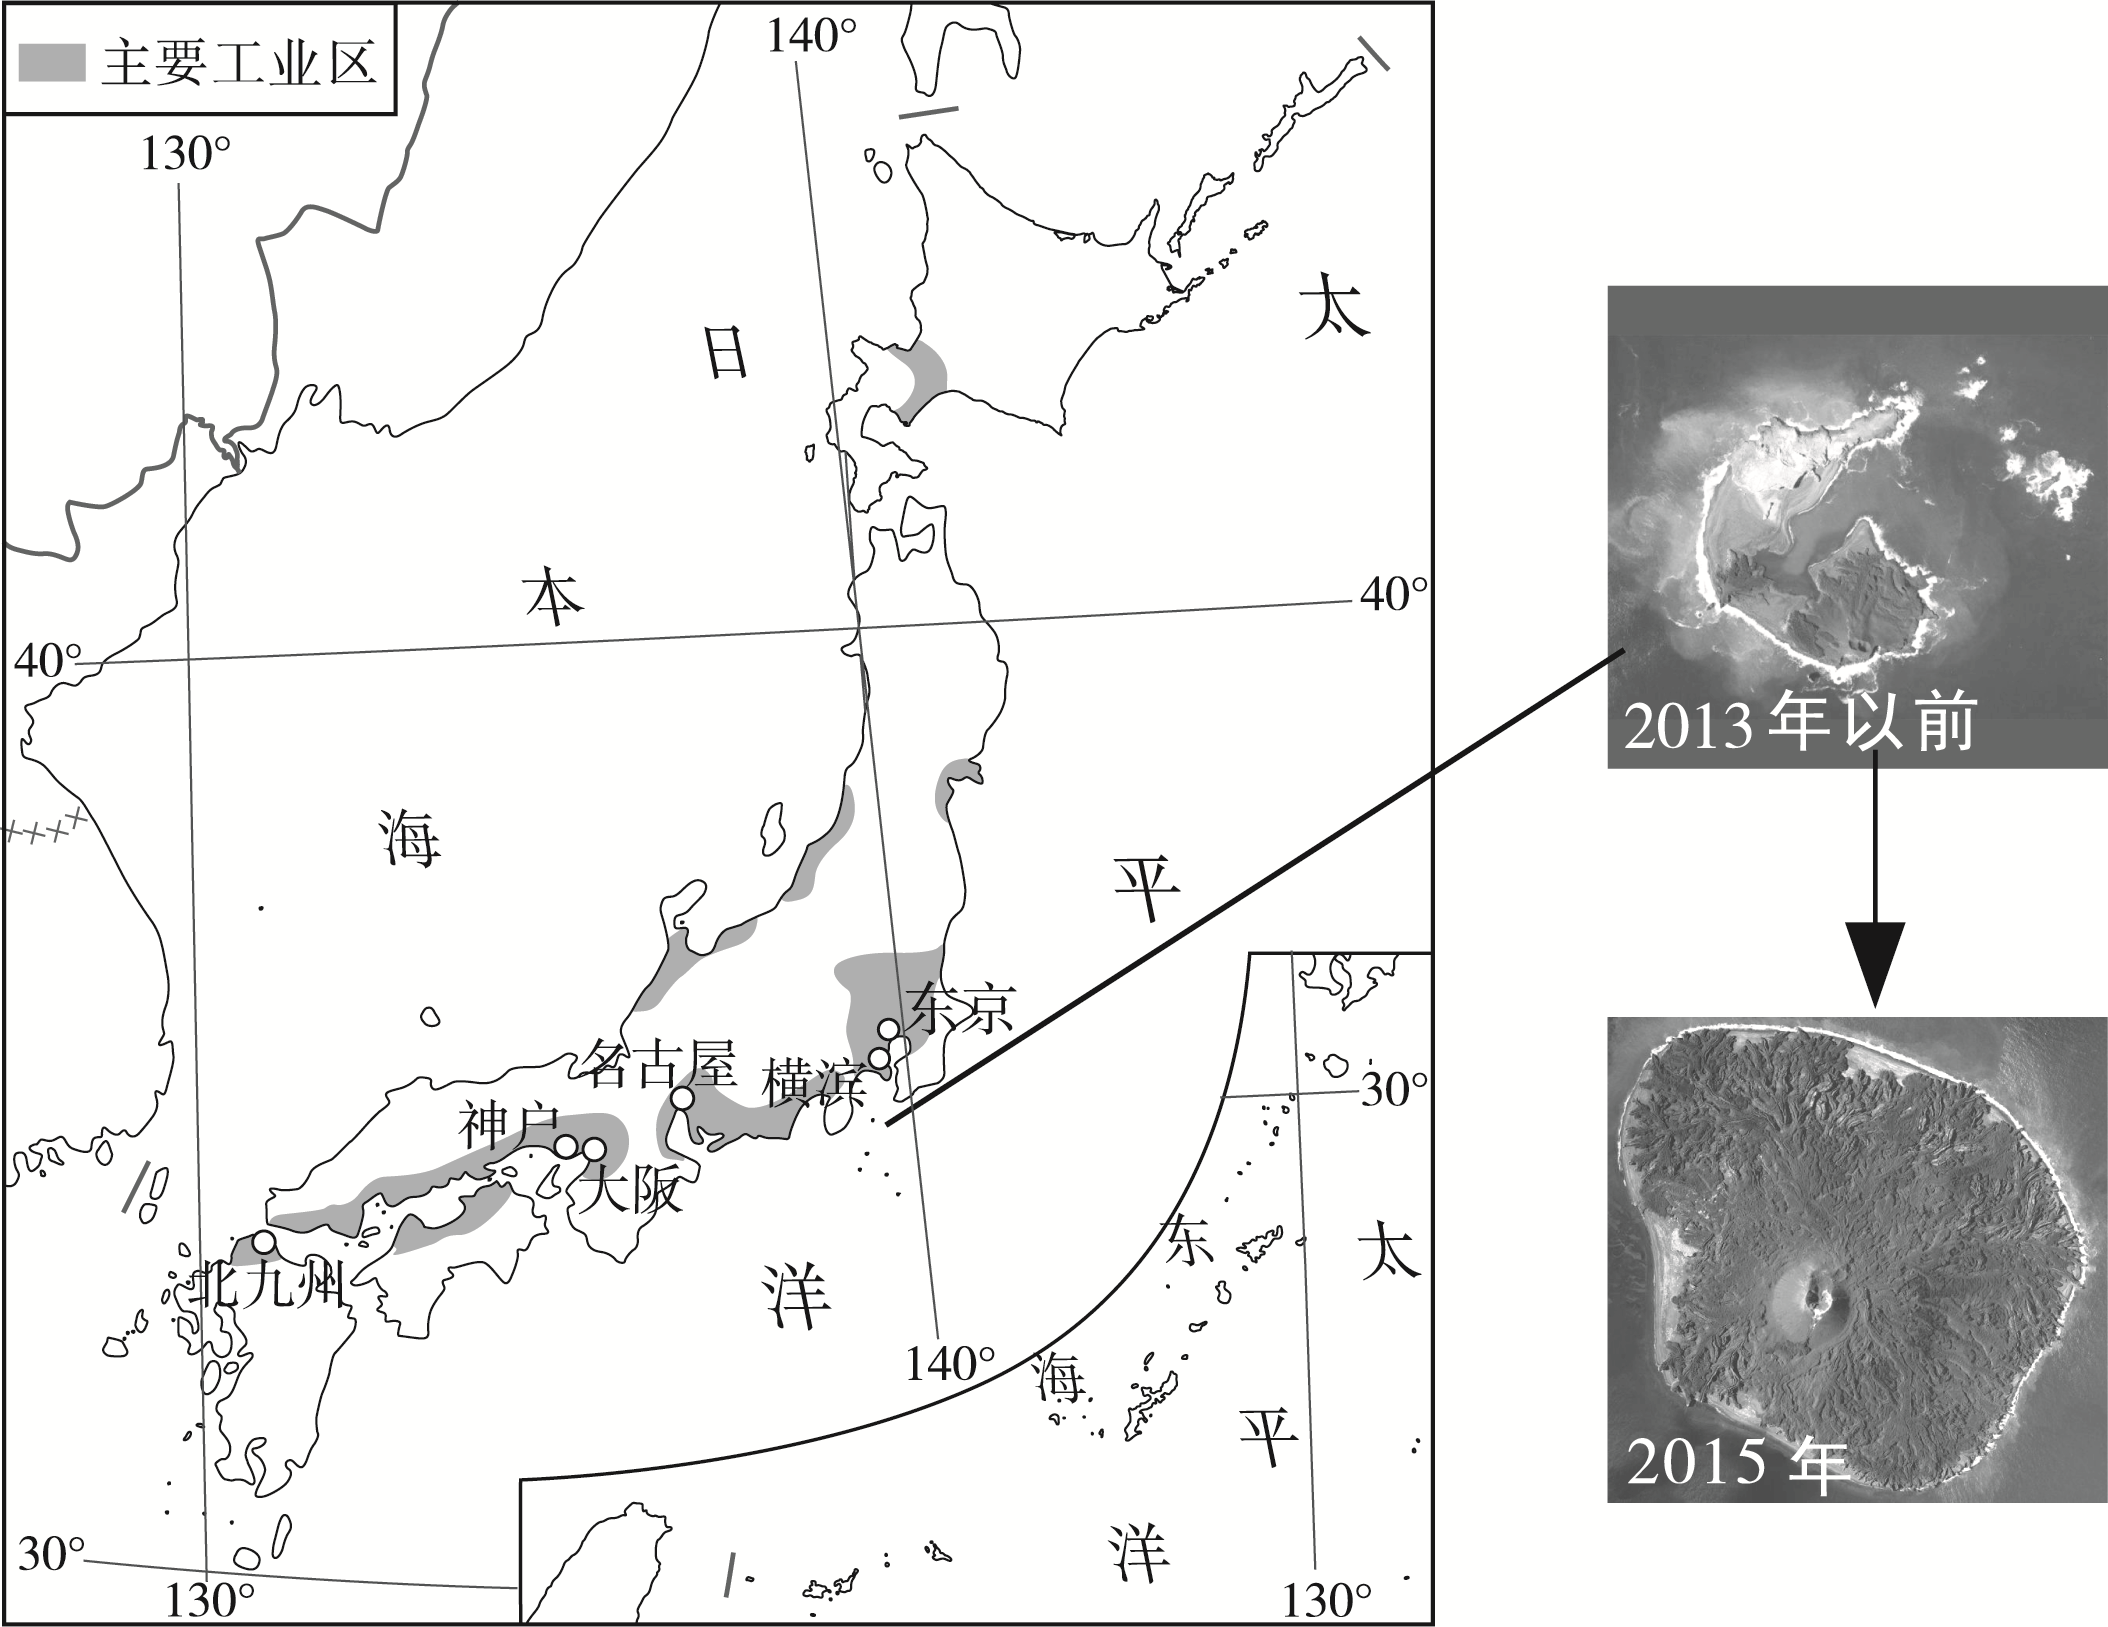 主要工业区
140°
130°
太
日
本
40°
40°
2013年以前
海
平
东京
名古屋
横滨
30°
神户
大阪
东
太
北九州
洋
140°
海
平
2015年
30°
洋
130°
130°